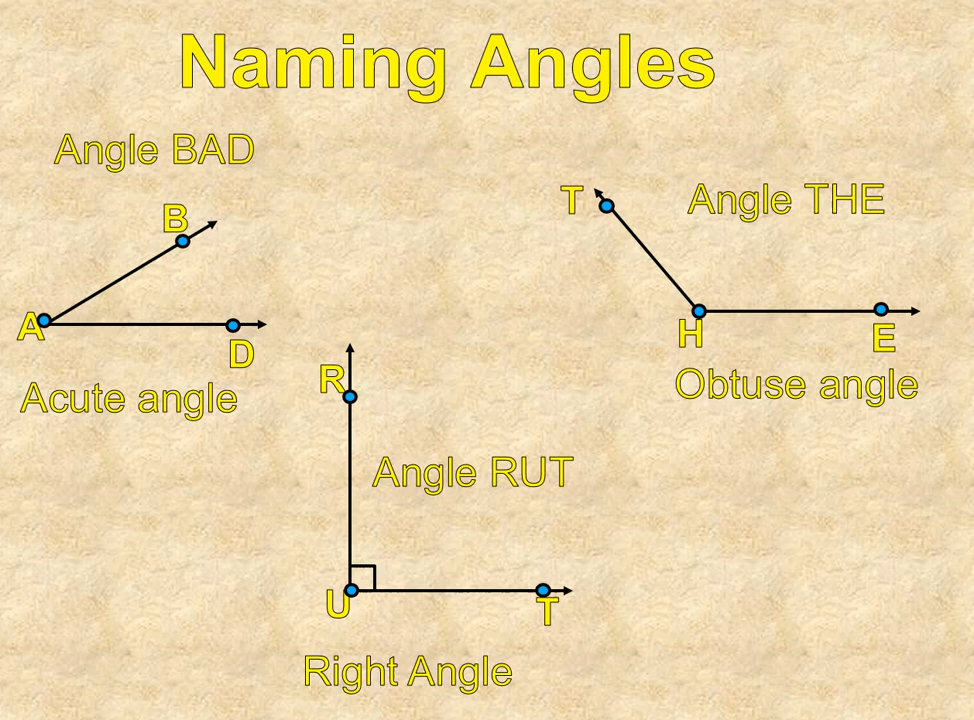 Naming Angles
Angle BAD
B
A
D
Acute angle
T
Angle THE
H
E
Obtuse angle
R
Angle RUT
U
T
Right Angle